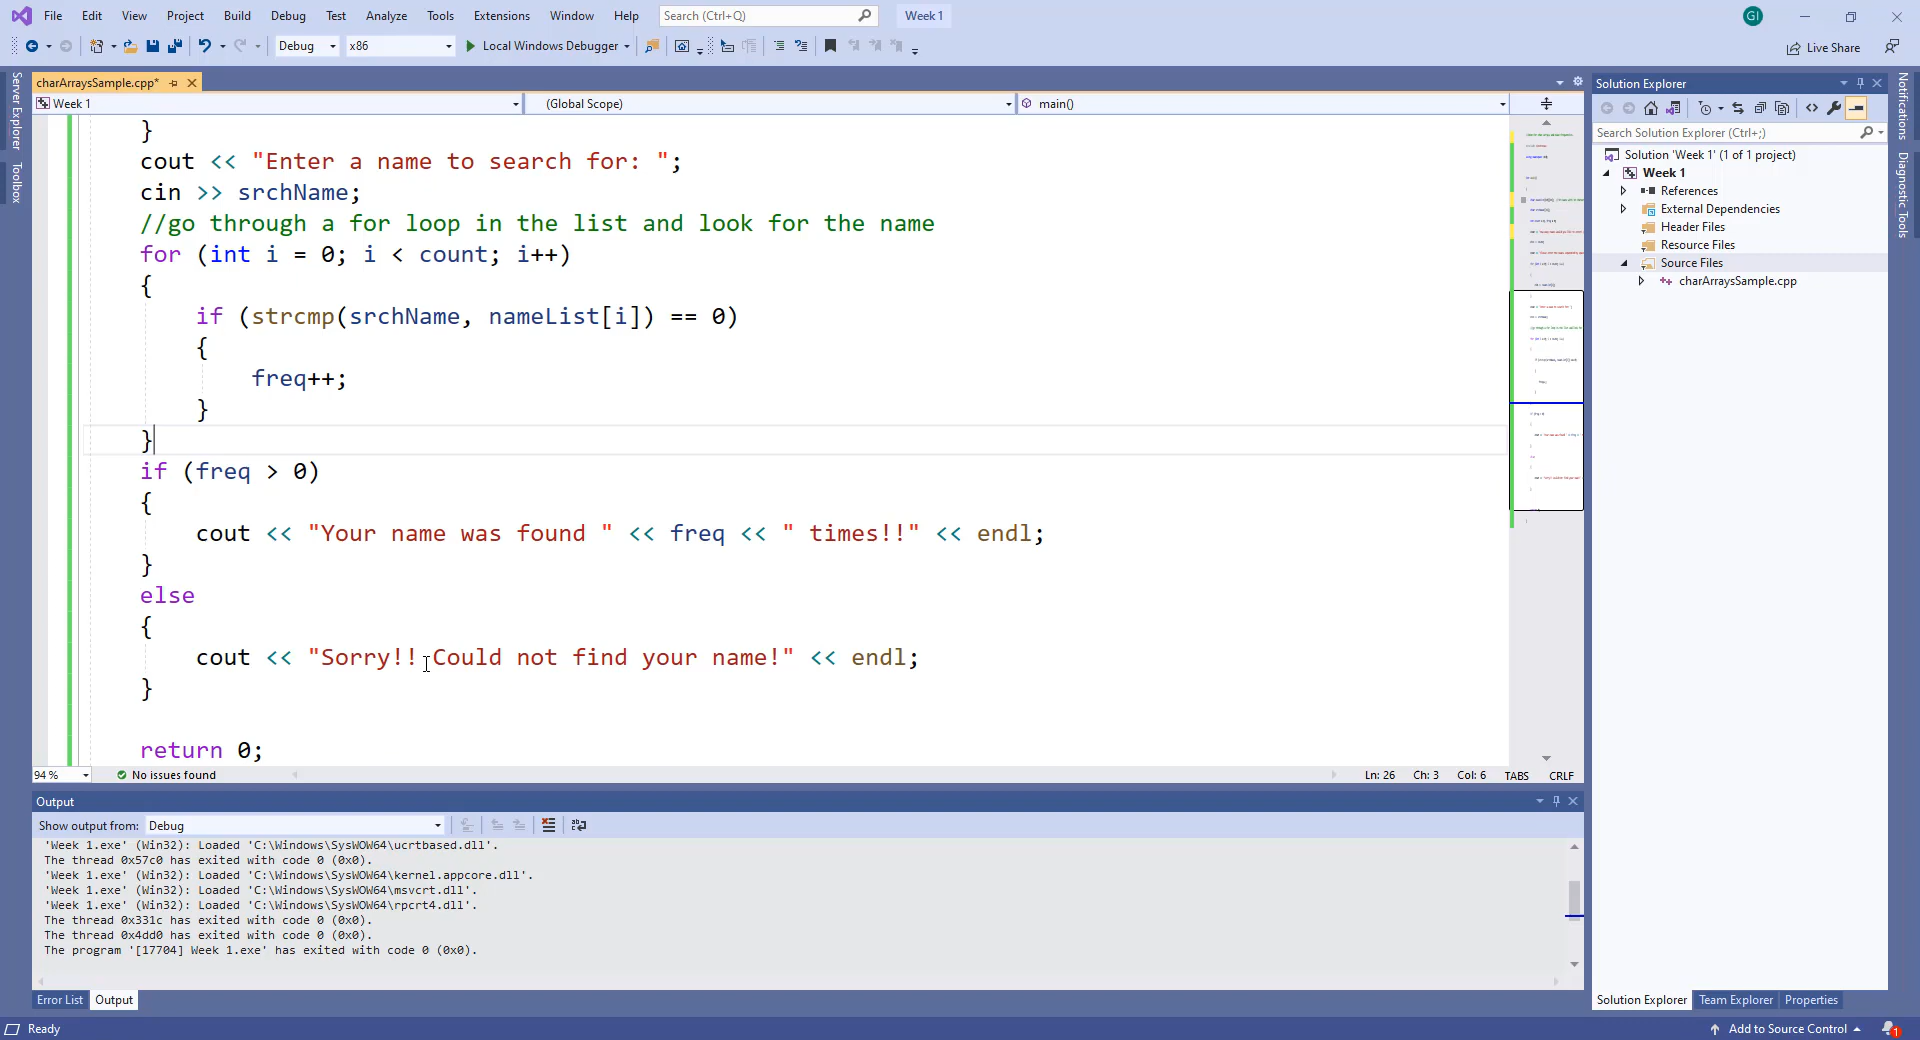 File Edit View Project Build Debug Test Analyze Tools Extensions Window Help Search (Ctrl+Q) Week 1 GI
Debug x86 Local Windows Debugger Live Share
charArraysSample.cpp*
Week 1 (Global Scope) main()
Server Explorer
Toolbox
}
cout << "Enter a name to search for: ";
cin >> srchName;
//go through a for loop in the list and look for the name
for (int i = 0; i < count; i++)
{
if (strcmp(srchName, nameList[i]) == 0)
{
freq++;
}
}
if (freq > 0)
{
cout << "Your name was found " << freq << " times!!" << endl;
}
else
{
cout << "Sorry!! Could not find your name!" << endl;
}
return 0;
94 % No issues found Ln: 26 Ch: 3 Col: 6 TABS CRLF
Output
Show output from: Debug
'Week 1.exe' (Win32): Loaded 'C:\Windows\SysWOW64\ucrtbased.dll'.
The thread 0x57c0 has exited with code 0 (0x0).
'Week 1.exe' (Win32): Loaded 'C:\Windows\SysWOW64\kernel.appcore.dll'.
'Week 1.exe' (Win32): Loaded 'C:\Windows\SysWOW64\msvcrt.dll'.
'Week 1.exe' (Win32): Loaded 'C:\Windows\SysWOW64\rpcrt4.dll'.
The thread 0x331c has exited with code 0 (0x0).
The thread 0x4dd0 has exited with code 0 (0x0).
The program '[17704] Week 1.exe' has exited with code 0 (0x0).
Error List Output
Solution Explorer
Search Solution Explorer (Ctrl+;)
Solution 'Week 1' (1 of 1 project)
Week 1
References
External Dependencies
Header Files
Resource Files
Source Files
charArraysSample.cpp
Solution Explorer Team Explorer Properties
Notifications
Diagnostic Tools
Ready Add to Source Control 1